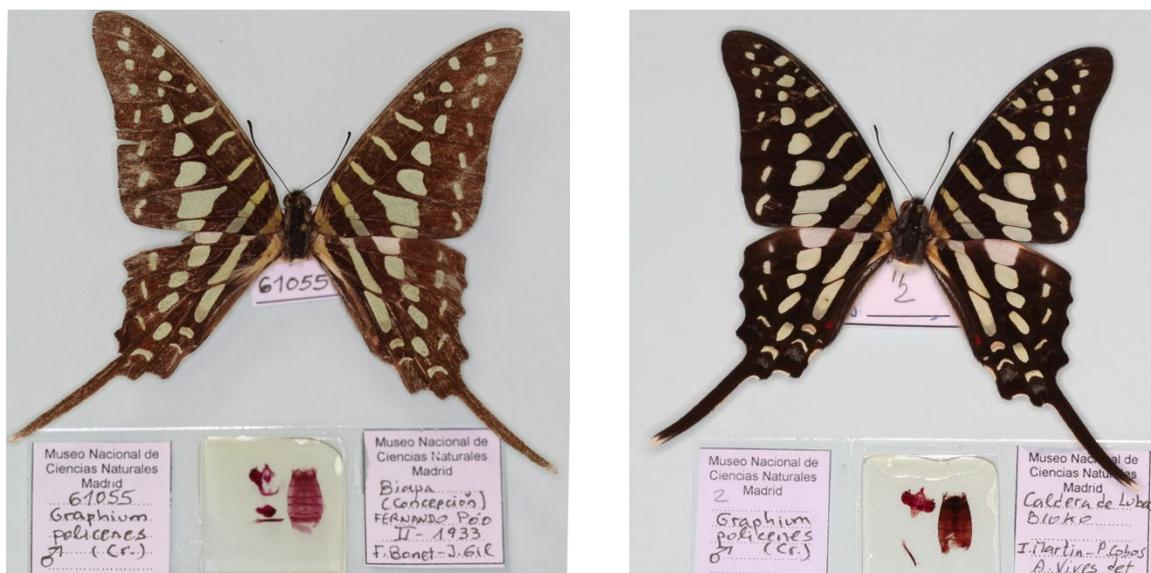 61055
Museo Nacional de
Ciencias Naturales
Madrid
61055
Graphium
policenes
♂ (Cr.)
Museo Nacional de
Ciencias Naturales
Madrid
Biapa
(Concepción)
FERNANDO Póo
II - 1933
F. Bonet - J. Gil
2
Museo Nacional de
Ciencias Naturales
Madrid
2
Graphium
policenes
♂ (Cr.)
Museo Nacional de
Ciencias Naturales
Madrid
Caldera de Luba
Bioko
I. Martin - P. Cobos
A. Vives det